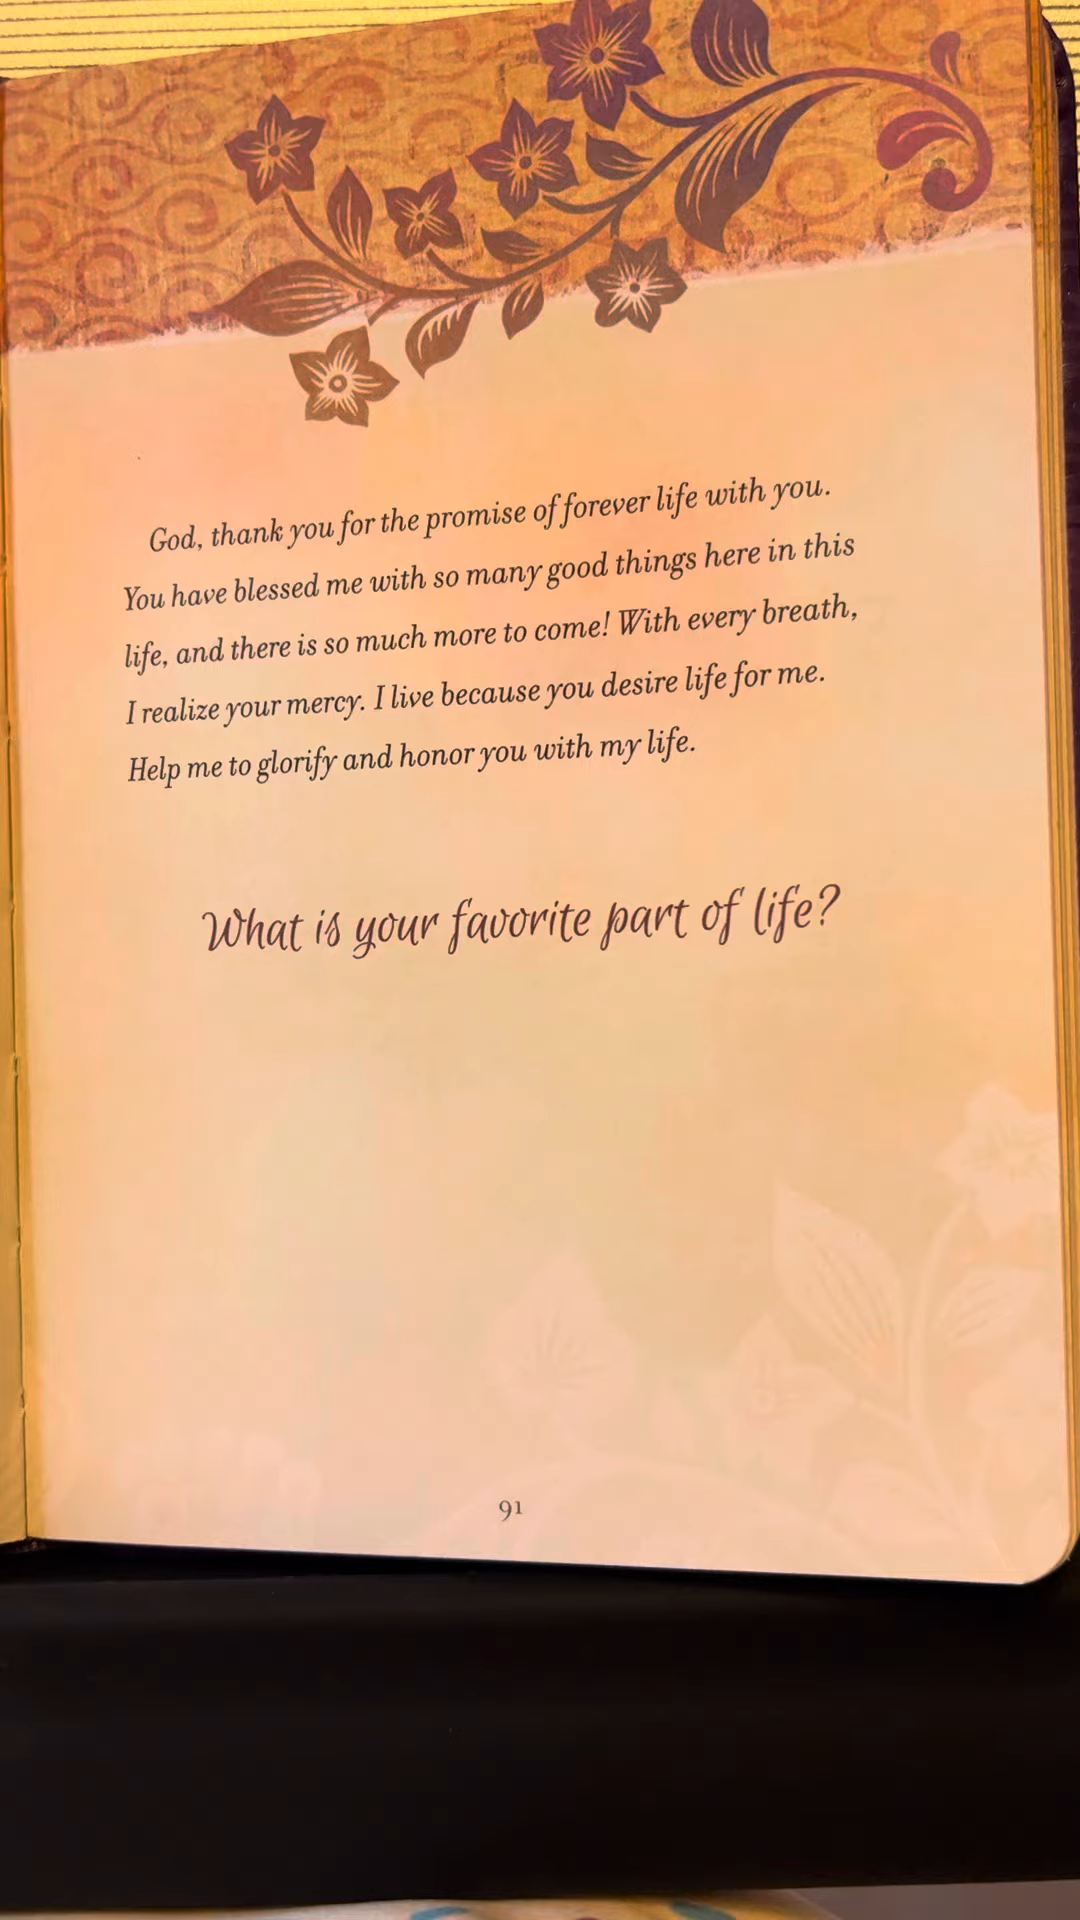 God, thank you for the promise of forever life with you.
You have blessed me with so many good things here in this
life, and there is so much more to come! With every breath,
I realize your mercy. I live because you desire life for me.
Help me to glorify and honor you with my life.
What is your favorite part of life?
91